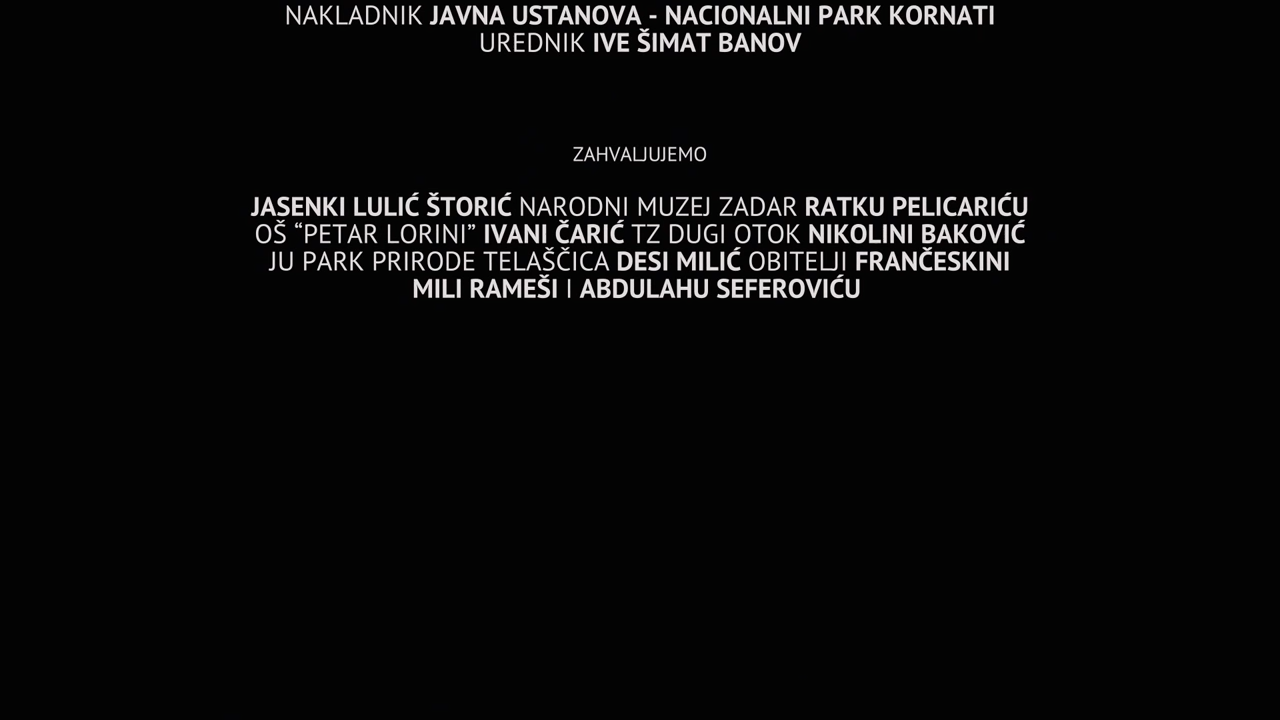 NAKLADNIK JAVNA USTANOVA - NACIONALNI PARK KORNATI
UREDNIK IVE ŠIMAT BANOV
ZAHVALJUJEMO
JASENKI LULIĆ ŠTORIĆ NARODNI MUZEJ ZADAR RATKU PELICARIĆU
OŠ “PETAR LORINI” IVANI ČARIĆ TZ DUGI OTOK NIKOLINI BAKOVIĆ
JU PARK PRIRODE TELAŠČICA DESI MILIĆ OBITELJI FRANČESKINI
MILI RAMEŠI I ABDULAHU SEFEROVIĆU